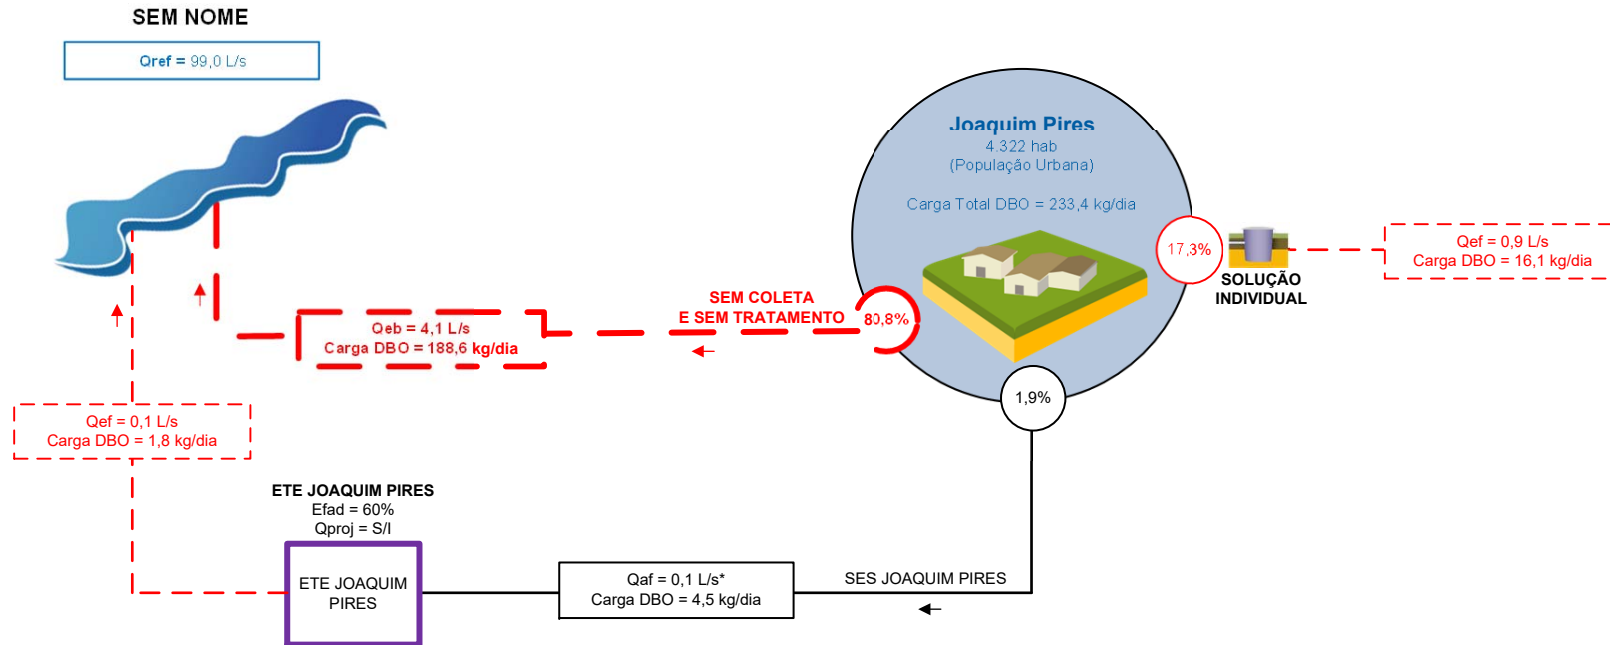 SEM NOME
Qref = 99,0 L/s
Joaquim Pires
4.322 hab
(População Urbana)
Carga Total DBO = 233,4 kg/dia
17,3%
SOLUÇÃO
INDIVIDUAL
Qef = 0,9 L/s
Carga DBO = 16,1 kg/dia
SEM COLETA
E SEM TRATAMENTO
80,8%
Qeb = 4,1 L/s
Carga DBO = 188,6 kg/dia
1,9%
Qef = 0,1 L/s
Carga DBO = 1,8 kg/dia
ETE JOAQUIM PIRES
Efad = 60%
Qproj = S/I
ETE JOAQUIM
PIRES
Qaf = 0,1 L/s*
Carga DBO = 4,5 kg/dia
SES JOAQUIM PIRES